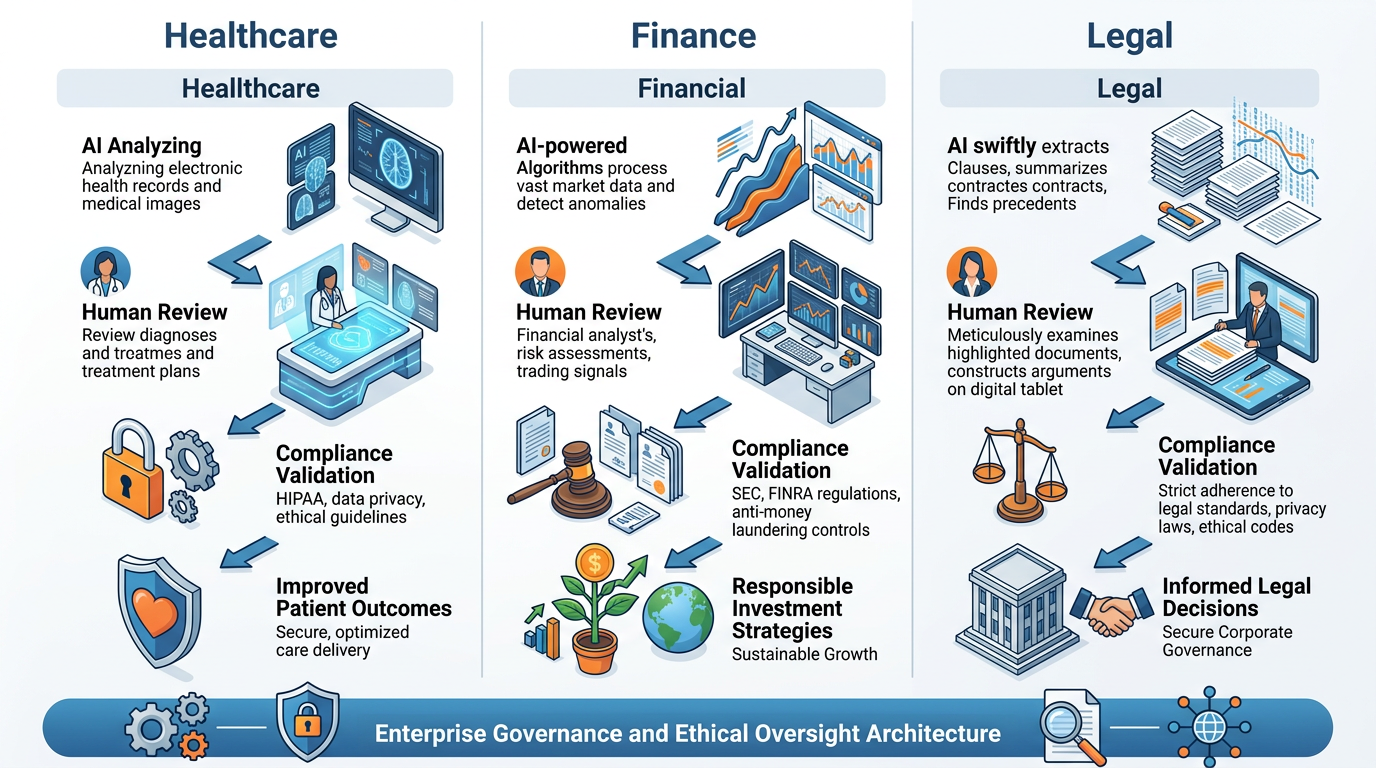 Healthcare
Heallthcare
AI Analyzing
Analyzning electronic
health records and
medical images
AI
Human Review
Review diagnoses
and troatmes and
treatment plans
Compliance
Validation
HIPAA, data privacy,
ethical guidelines
Improved
Patient Outcomes
Secure, optimized
care delivery
Finance
Financial
AI-powered
Algorithms process
vast market data and
detect anomalies
Human Review
Financial analyst's,
risk assessments,
trading signals
Compliance
Validation
SEC, FINRA regulations,
anti-money
laundering controls
$
Responsible
Investment
Strategies
Sustainable Growth
Legal
Legal
AI swiftly extracts
Clauses, summarizes
contractes contracts,
Finds precedents
Human Review
Meticulously examines
highlighted documents,
constructs arguments
on digital tablet
Compliance
Validation
Strict adherence to
legal standards, privacy
laws, ethical codes
Informed Legal
Decisions
Secure Corporate
Governance
Enterprise Governance and Ethical Oversight Architecture